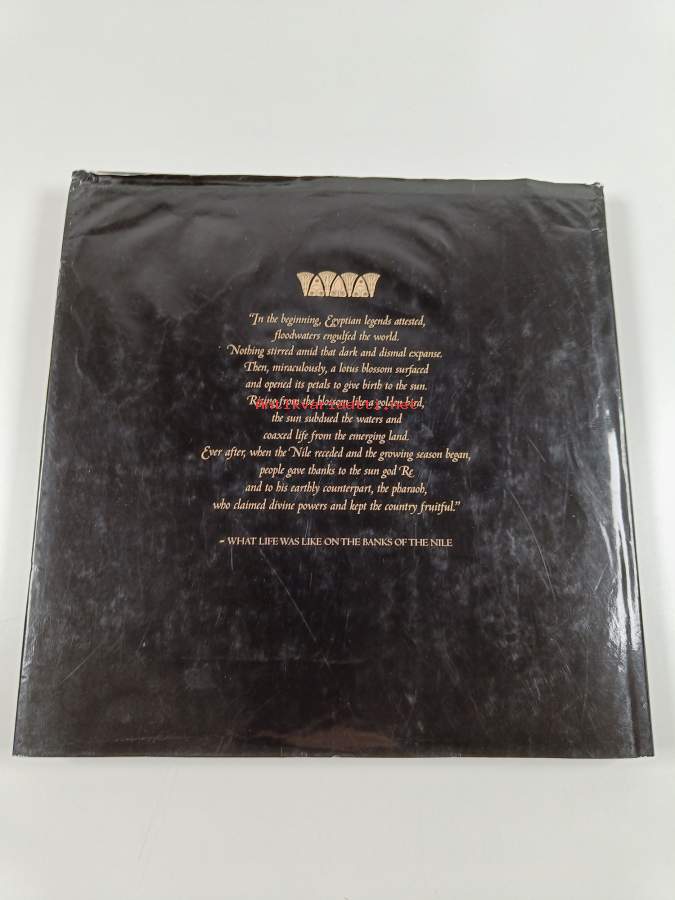 “In the beginning, Egyptian legends attested,
floodwaters engulfed the world.
Nothing stirred amid that dark and dismal expanse.
Then, miraculously, a lotus blossom surfaced
and opened its petals to give birth to the sun.
Rising from the blossom like a golden bird,
the sun subdued the waters and
coaxed life from the emerging land.
Ever after, when the Nile receded and the growing season began,
people gave thanks to the sun god Re
and to his earthly counterpart, the pharaoh,
who claimed divine powers and kept the country fruitful.”
~ WHAT LIFE WAS LIKE ON THE BANKS OF THE NILE